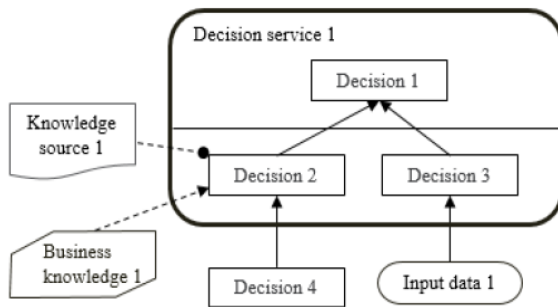 Decision service 1
Decision 1
Knowledge
source 1
Decision 2
Decision 3
Business
knowledge 1
Decision 4
Input data 1